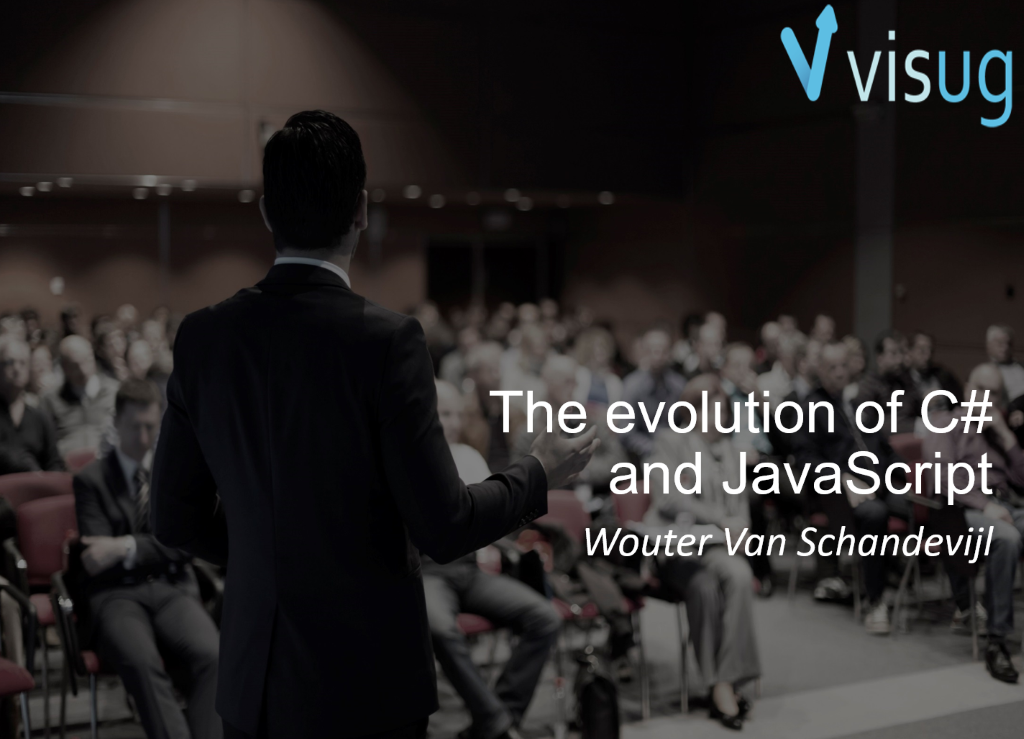 visug
The evolution of C#
and JavaScript
Wouter Van Schandevijl